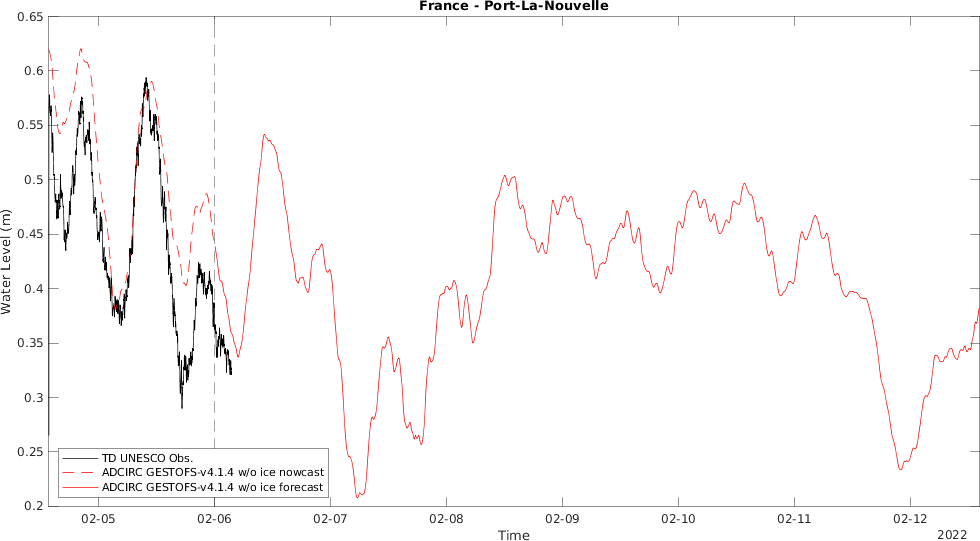 France - Port-La-Nouvelle
0.65
0.6
0.55
0.5
0.45
0.4
0.35
0.3
0.25
0.2
Water Level (m)
TD UNESCO Obs.
ADCIRC GESTOFS-v4.1.4 w/o ice nowcast
ADCIRC GESTOFS-v4.1.4 w/o ice forecast
02-05 02-06 02-07 02-08 02-09 02-10 02-11 02-12
Time
2022